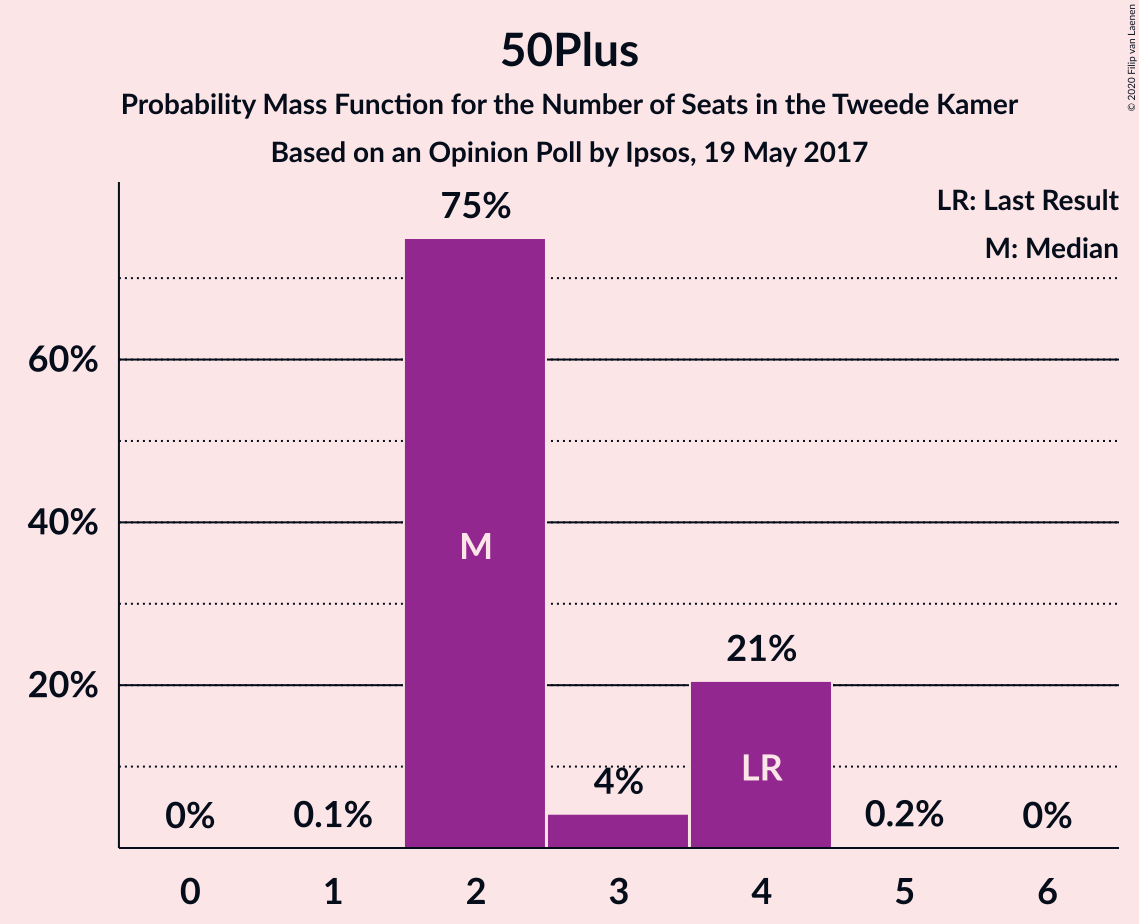 50Plus
Probability Mass Function for the Number of Seats in the Tweede Kamer
Based on an Opinion Poll by Ipsos, 19 May 2017
© 2020 Filip van Laenen
LR: Last Result
M: Median
75%
60%
40%
M
21%
20%
LR
4%
0%
0.1%
0.2%
0%
0 1 2 3 4 5 6